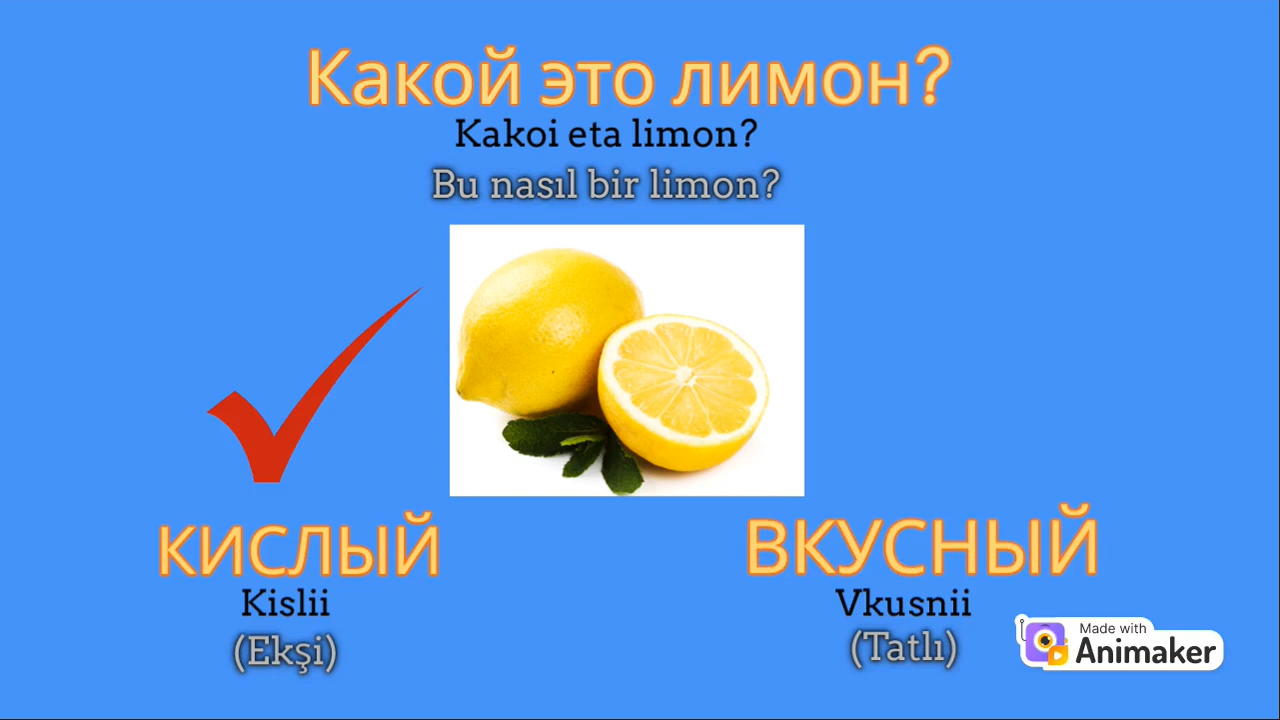 Какой это лимон?
Kakoi eta limon?
Bu nasıl bir limon?
КИСЛЫЙ
Kislii
(Ekşi)
ВКУСНЫЙ
Vkusnii
(Tatlı)
Made with
Animaker